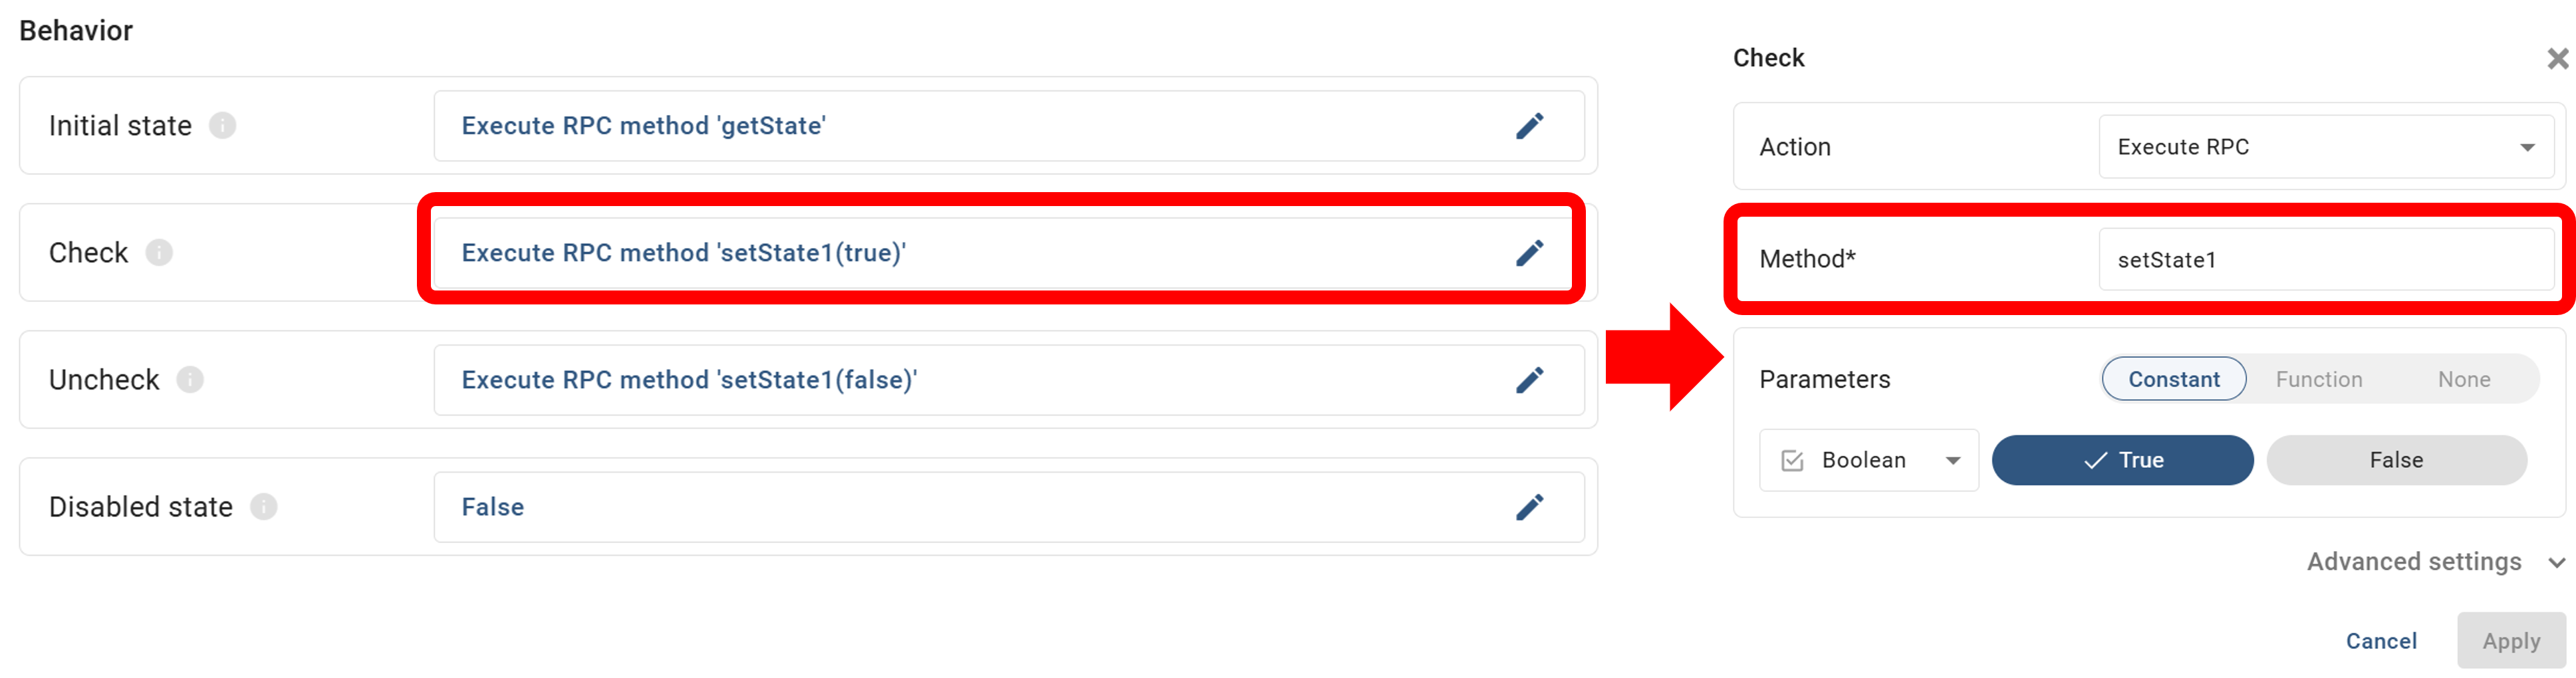 Behavior
Initial state
Execute RPC method 'getState'
Check
Execute RPC method 'setState1(true)'
Uncheck
Execute RPC method 'setState1(false)'
Disabled state
False
Check
Action
Execute RPC
Method*
setState1
Parameters
Constant Function None
Boolean True False
Advanced settings
Cancel Apply